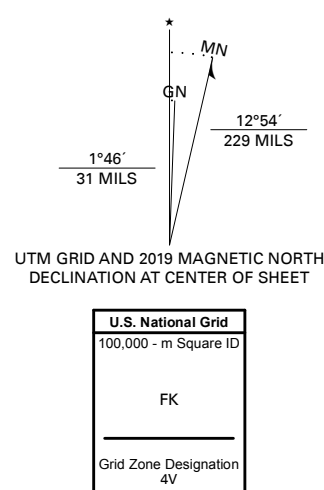 ★
MN
GN
12°54´
229 MILS
1°46´
31 MILS
UTM GRID AND 2019 MAGNETIC NORTH
DECLINATION AT CENTER OF SHEET
U.S. National Grid
100,000 - m Square ID
FK
Grid Zone Designation
4V